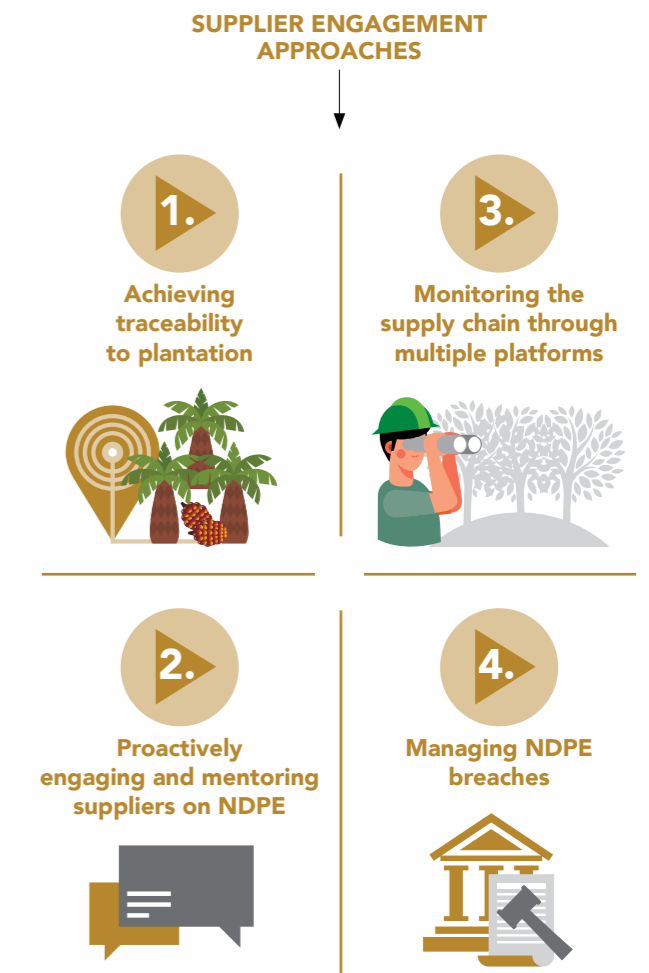 SUPPLIER ENGAGEMENT
APPROACHES
1.
Achieving
traceability
to plantation
2.
Proactively
engaging and mentoring
suppliers on NDPE
3.
Monitoring the
supply chain through
multiple platforms
4.
Managing NDPE
breaches